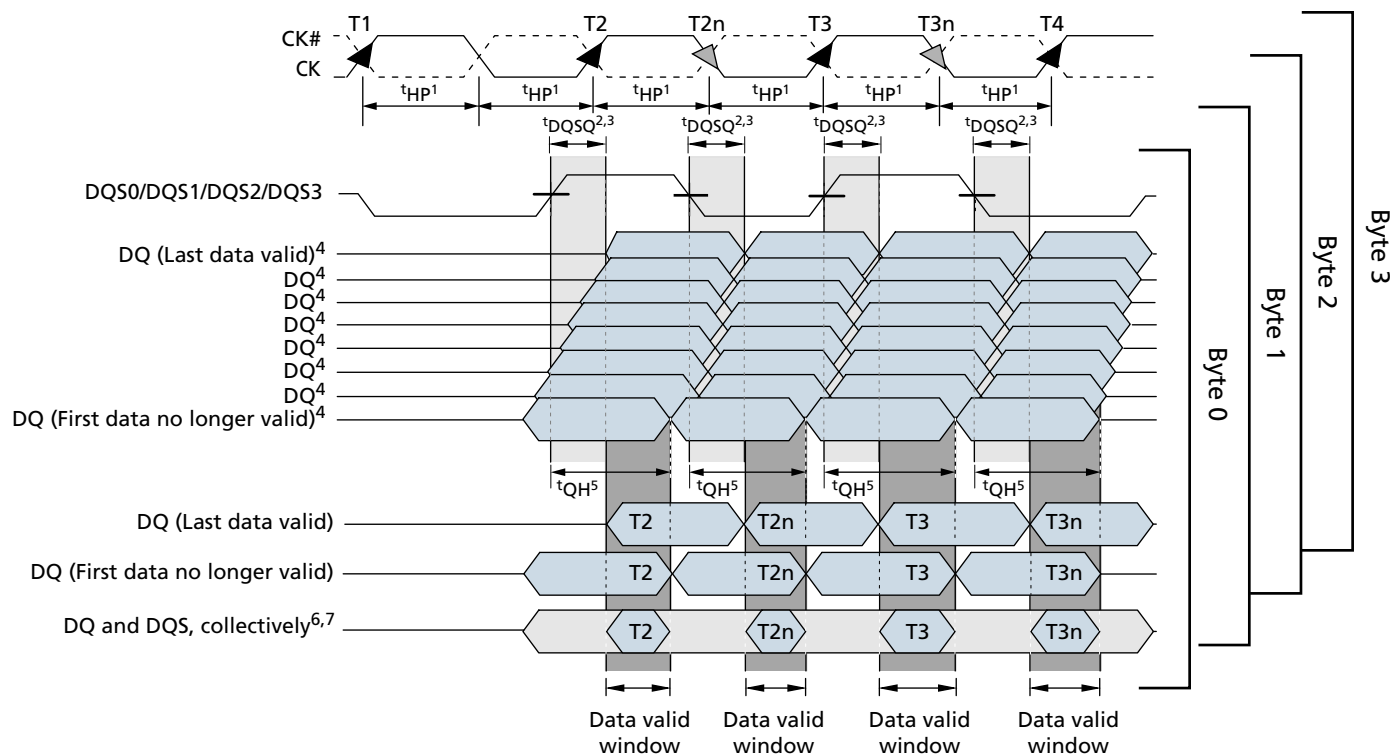 T1 T2 T2n T3 T3n T4
CK#
CK
tHP1 tHP1 tHP1 tHP1 tHP1 tHP1
tDQSQ2,3 tDQSQ2,3 tDQSQ2,3 tDQSQ2,3
DQS0/DQS1/DQS2/DQS3
DQ (Last data valid)4
DQ4
DQ4
DQ4
DQ4
DQ4
DQ4
DQ (First data no longer valid)4
tQH5 tQH5 tQH5 tQH5
DQ (Last data valid) T2 T2n T3 T3n
DQ (First data no longer valid) T2 T2n T3 T3n
DQ and DQS, collectively6,7 T2 T2n T3 T3n
Data valid window
Data valid window
Data valid window
Data valid window
Byte 0
Byte 1
Byte 2
Byte 3